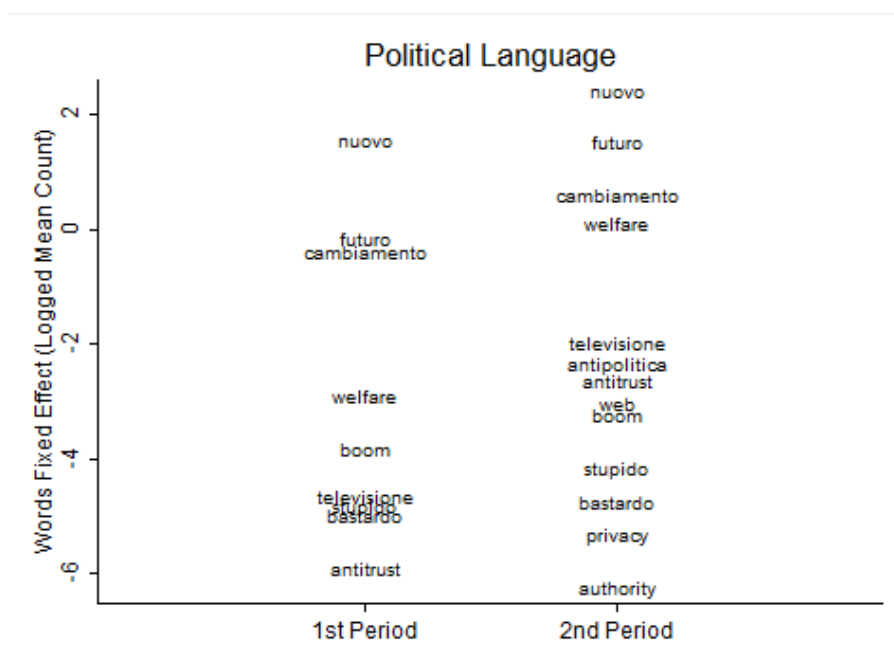 Political Language
Words Fixed Effect (Logged Mean Count)
2
0
-2
-4
-6
nuovo
futuro
cambiamento
welfare
boom
televisione
stupido
bastardo
antitrust
nuovo
futuro
cambiamento
welfare
televisione
antipolitica
antitrust
web
boom
stupido
bastardo
privacy
authority
1st Period
2nd Period